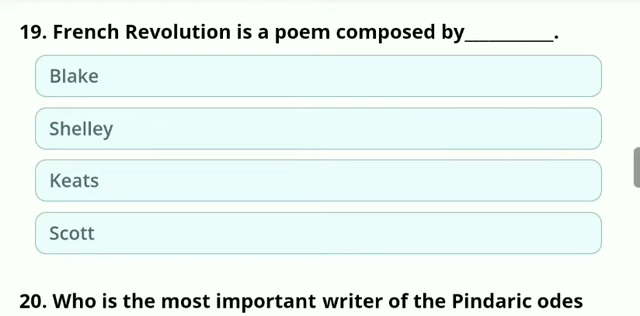 19. French Revolution is a poem composed by_________.
Blake
Shelley
Keats
Scott
20. Who is the most important writer of the Pindaric odes